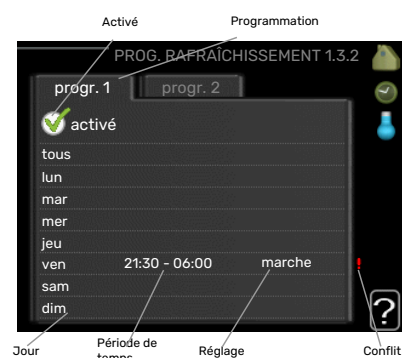 Activé
Programmation
PROG. RAFRAÎCHISSEMENT 1.3.2
progr. 1
progr. 2
activé
tous
lun
mar
mer
jeu
ven 21:30 - 06:00 marche !
sam
dim
?
Jour
Période de
temps
Réglage
Conflit